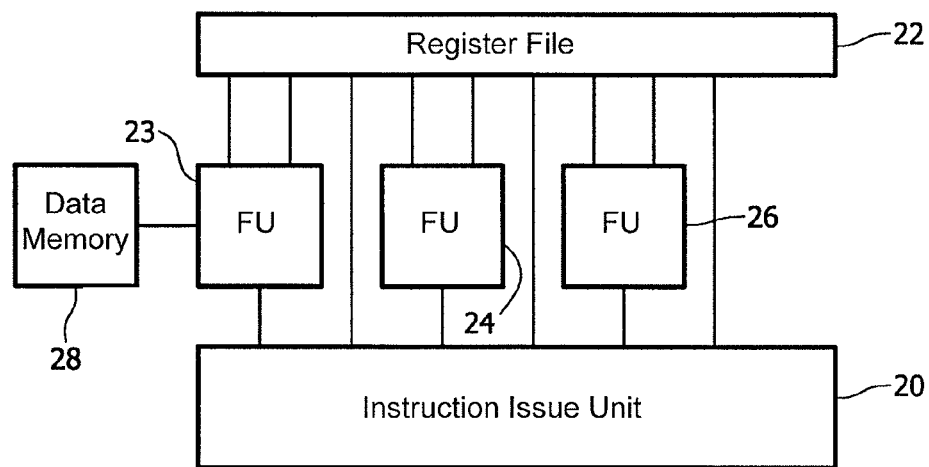 Register File
22
23
Data
Memory
FU
FU
FU
26
24
28
Instruction Issue Unit
20